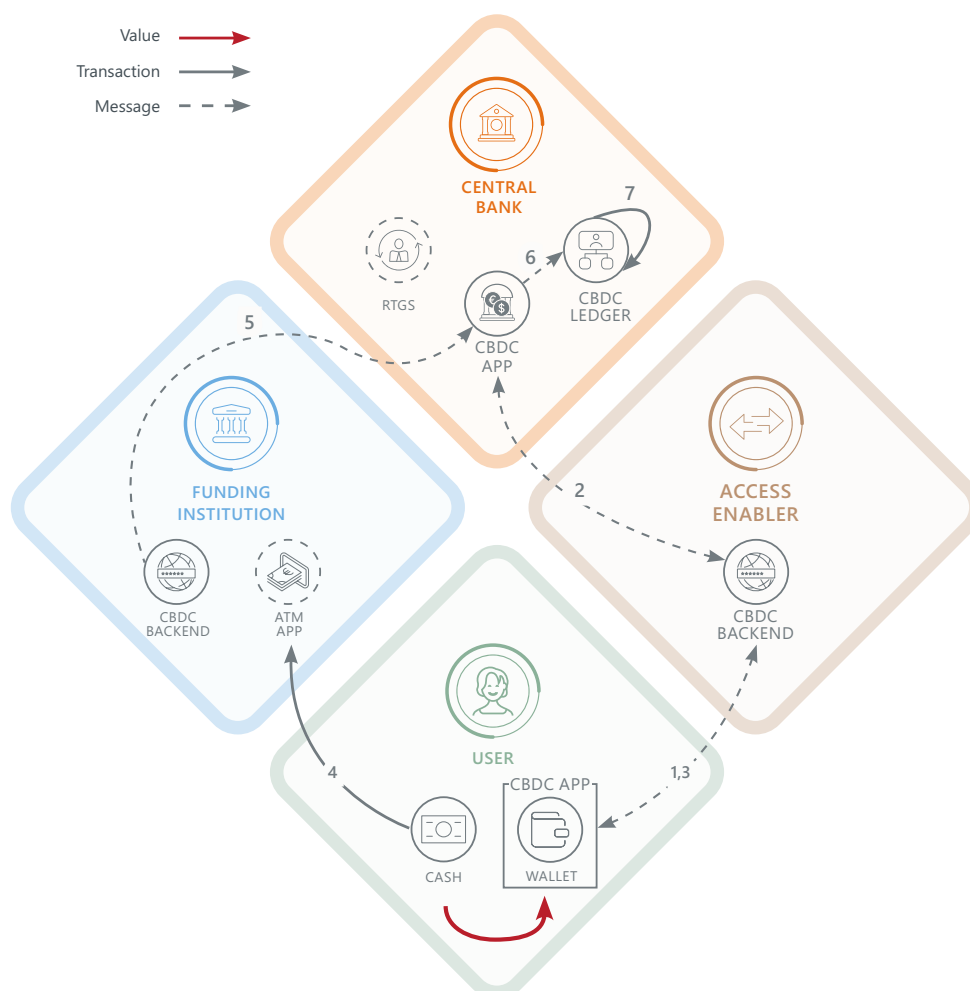 Value
Transaction
Message
CENTRAL
BANK
7
6
RTGS
CBDC
LEDGER
CBDC
APP
5
FUNDING
INSTITUTION
2
ACCESS
ENABLER
€
$
€
******
CBDC
BACKEND
ATM
APP
******
CBDC
BACKEND
USER
4
1,3
CBDC APP
CASH
WALLET